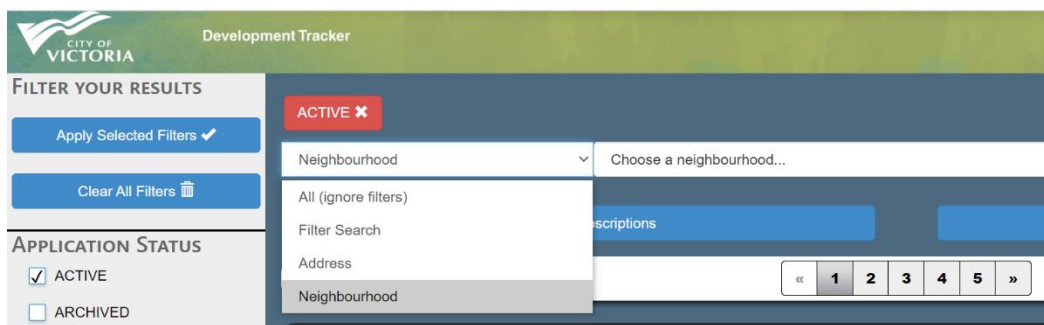 CITY OF
VICTORIA
Development Tracker
FILTER YOUR RESULTS
Apply Selected Filters
Clear All Filters
APPLICATION STATUS
ACTIVE
ARCHIVED
ACTIVE
Neighbourhood
Choose a neighbourhood...
All (ignore filters)
Filter Search
Address
Neighbourhood
« 1 2 3 4 5 »